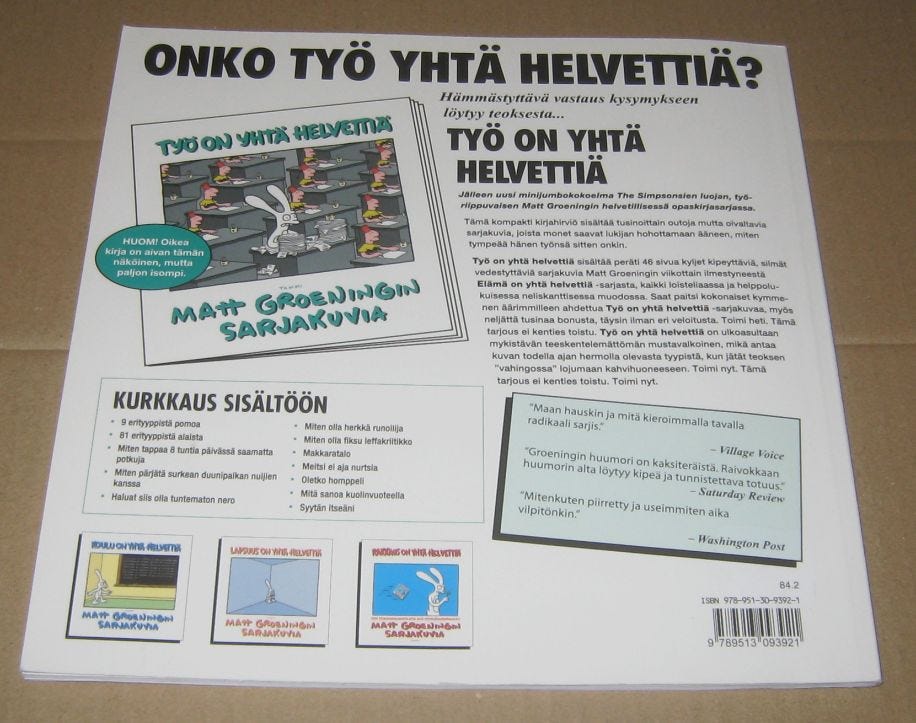 ONKO TYÖ YHTÄ HELVETTIÄ?
Hämmästyttävä vastaus kysymykseen
löytyy teoksesta...
TYÖ ON YHTÄ
HELVETTIÄ
Jälleen uusi minijumbokokoelma The Simpsonsien luojan, työ-
riippuvaisen Matt Groeningin helvetillisessä opaskirjasarjassa.
Tämä kompakti kirjahirviö sisältää tusinoittain outoja mutta oivaltavia
sarjakuvia, joista monet saavat lukijan hohottamaan ääneen, miten
tympeää hänen työnsä sitten onkin.
Työ on yhtä helvettiä sisältää peräti 46 sivua kyljet kipeyttäviä, silmät
vedestyttäviä sarjakuvia Matt Groeningin viikottain ilmestyneestä
Elämä on yhtä helvettiä -sarjasta, kaikki loisteliaassa ja helppolu-
kuisessa neliskanttisessa muodossa. Saat paitsi kokonaiset kymme-
nen äärimmilleen ahdettua Työ on yhtä helvettiä -sarjakuvaa, myös
neljättä tusinaa bonusta, täysin ilman eri veloitusta. Toimi heti. Tämä
tarjous ei kenties toistu. Työ on yhtä helvettiä on ulkoasultaan
mykistävän teeskentelemättömän mustavalkoinen, mikä antaa
kuvan todella ajan hermolla olevasta tyypistä, kun jätät teoksen
"vahingossa" lojumaan kahvihuoneeseen. Toimi nyt. Tämä
tarjous ei kenties toistu. Toimi nyt.
TYÖ ON YHTÄ HELVETTIÄ
HUOM! Oikea
kirja on aivan tämän
näköinen, mutta
paljon isompi.
MATT GROENINGIN
SARJAKUVIA
KURKKAUS SISÄLTÖÖN
• 9 erityyppistä pomoa
• 81 erityyppistä alaista
• Miten tappaa 8 tuntia päivässä saamatta
potkuja
• Miten pärjätä surkean duunipaikan nuijien
kanssa
• Haluat siis olla tuntematon nero
• Miten olla herkkä runoilija
• Miten olla fiksu leffakriitikko
• Makkaratalo
• Meitsi ei aja nurtsia
• Oletko homppeli
• Mitä sanoa kuolinvuoteella
• Syytän itseäni
"Maan hauskin ja mitä kieroimmalla tavalla
radikaali sarjis."
– Village Voice
"Groeningin huumori on kaksiteräistä. Raivokkaan
huumorin alta löytyy kipeä ja tunnistettava totuus."
– Saturday Review
"Mitenkuten piirretty ja useimmiten aika
vilpitönkin."
– Washington Post
KOULU ON YHTÄ HELVETTIÄ
MATT GROENINGIN
SARJAKUVIA
LAPSUUS ON YHTÄ HELVETTIÄ
MATT GROENINGIN
SARJAKUVIA
RAKKAUS ON YHTÄ HELVETTIÄ
MATT GROENINGIN
SARJAKUVIA
84.2
ISBN 978-951-30-9392-1
9 789513 093921